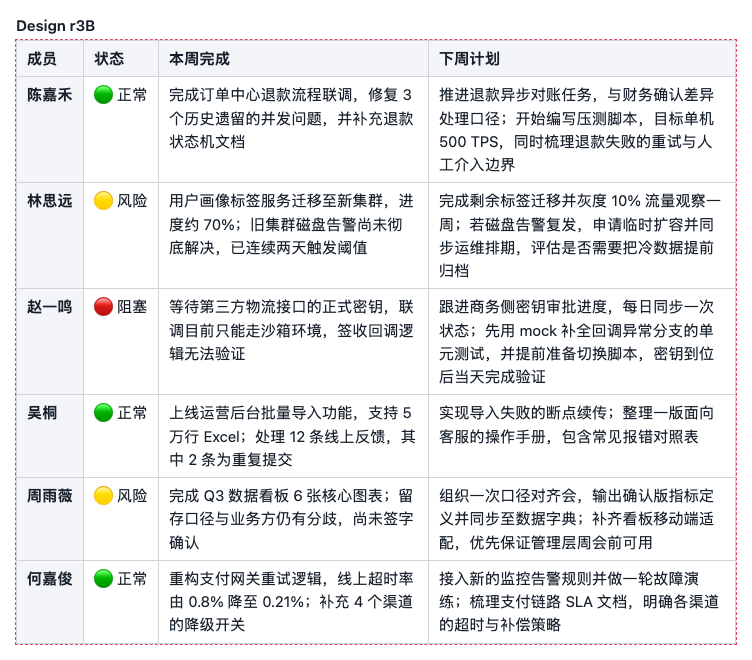 Design r3B
成员 状态 本周完成 下周计划
陈嘉禾 🟢 正常
完成订单中心退款流程联调，修复 3
个历史遗留的并发问题，并补充退款
状态机文档
推进退款异步对账任务，与财务确认差异
处理口径；开始编写压测脚本，目标单机
500 TPS，同时梳理退款失败的重试与人
工介入边界
林思远 🟡 风险
用户画像标签服务迁移至新集群，进
度约 70%；旧集群磁盘告警尚未彻
底解决，已连续两天触发阈值
完成剩余标签迁移并灰度 10% 流量观察一
周；若磁盘告警复发，申请临时扩容并同
步运维排期，评估是否需要把冷数据提前
归档
赵一鸣 🔴 阻塞
等待第三方物流接口的正式密钥，联
调目前只能走沙箱环境，签收回调逻
辑无法验证
跟进商务侧密钥审批进度，每日同步一次
状态；先用 mock 补全回调异常分支的单
元测试，并提前准备切换脚本，密钥到位
后当天完成验证
吴桐 🟢 正常
上线运营后台批量导入功能，支持 5
万行 Excel；处理 12 条线上反馈，其
中 2 条为重复提交
实现导入失败的断点续传；整理一版面向
客服的操作手册，包含常见报错对照表
周雨薇 🟡 风险
完成 Q3 数据看板 6 张核心图表；留
存口径与业务方仍有分歧，尚未签字
确认
组织一次口径对齐会，输出确认版指标定
义并同步至数据字典；补齐看板移动端适
配，优先保证管理层周会前可用
何嘉俊 🟢 正常
重构支付网关重试逻辑，线上超时率
由 0.8% 降至 0.21%；补充 4 个渠道
的降级开关
接入新的监控告警规则并做一轮故障演
练；梳理支付链路 SLA 文档，明确各渠道
的超时与补偿策略